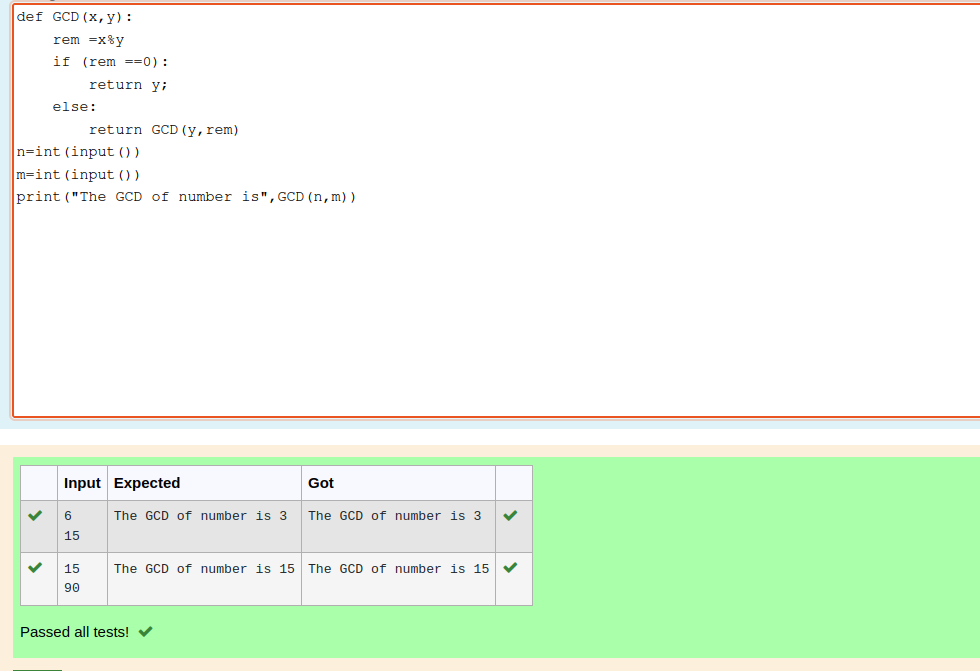 def GCD(x,y):
    rem =x%y
    if (rem ==0):
        return y;
    else:
        return GCD(y,rem)
n=int(input())
m=int(input())
print("The GCD of number is",GCD(n,m))
Input Expected Got
6 The GCD of number is 3 The GCD of number is 3
15
15 The GCD of number is 15 The GCD of number is 15
90
Passed all tests!